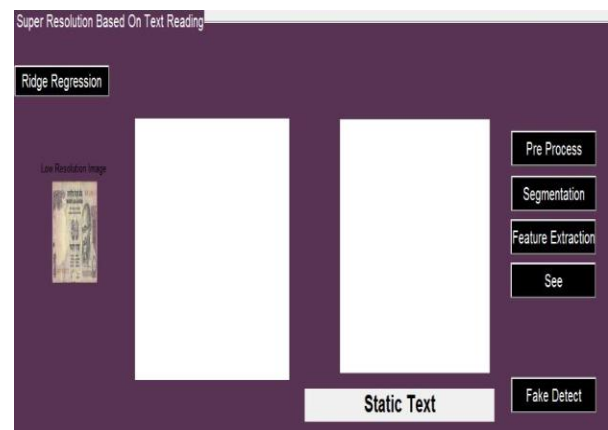 Super Resolution Based On Text Reading
Ridge Regression
Low Resolution Image
Pre Process
Segmentation
Feature Extraction
See
Static Text
Fake Detect